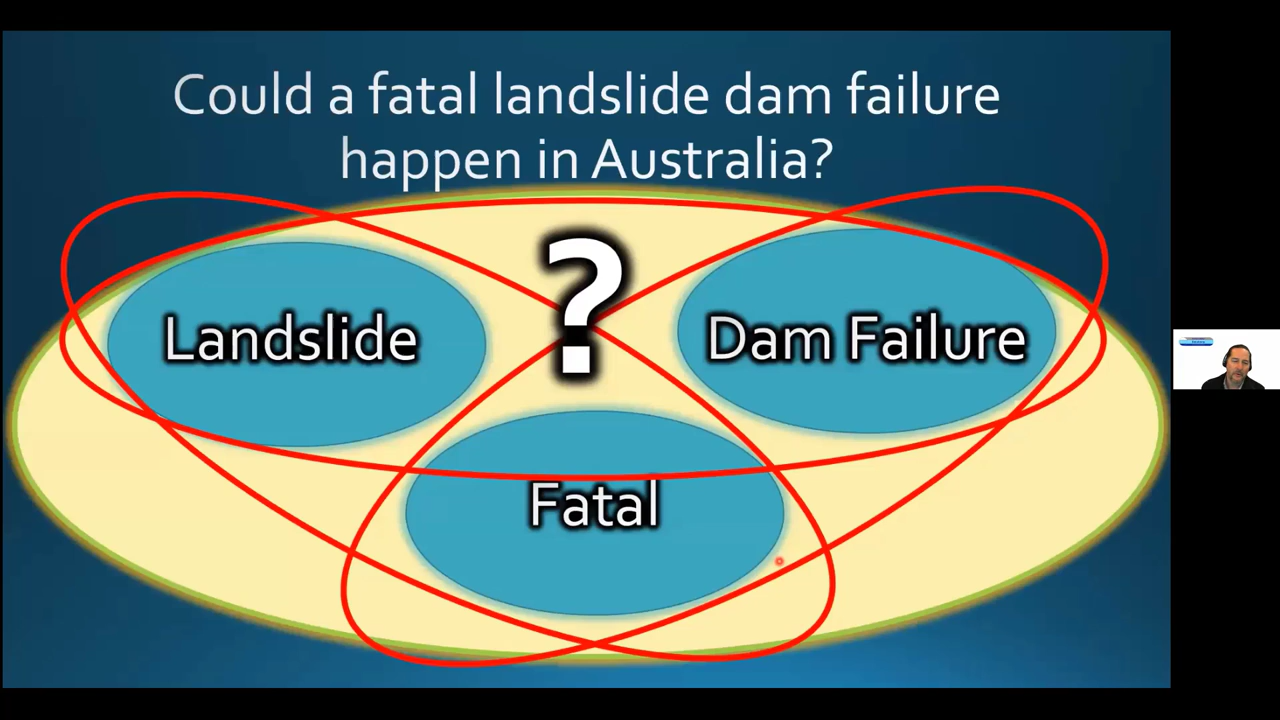 Could a fatal landslide dam failure
happen in Australia?
?
Landslide
Dam Failure
Fatal